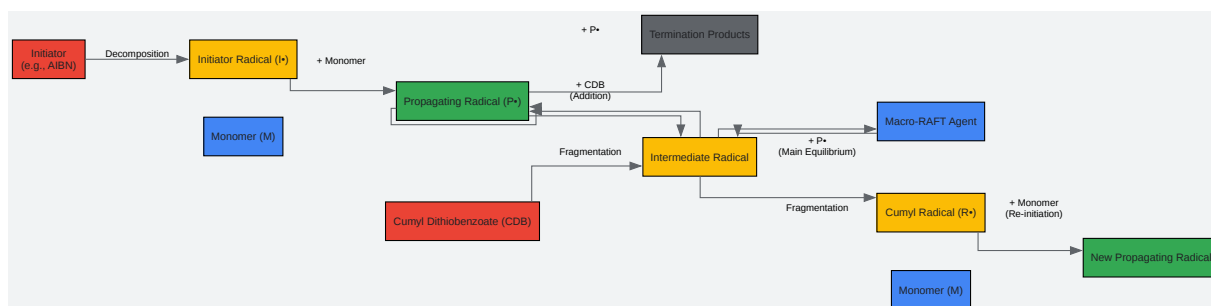 Initiator
(e.g., AIBN)
Decomposition
Initiator Radical (I•)
+ Monomer
Monomer (M)
Propagating Radical (P•)
+ P•
Termination Products
+ CDB
(Addition)
Fragmentation
Intermediate Radical
Cumyl Dithiobenzoate (CDB)
Macro-RAFT Agent
+ P•
(Main Equilibrium)
Fragmentation
Cumyl Radical (R•)
+ Monomer
(Re-initiation)
New Propagating Radical
Monomer (M)